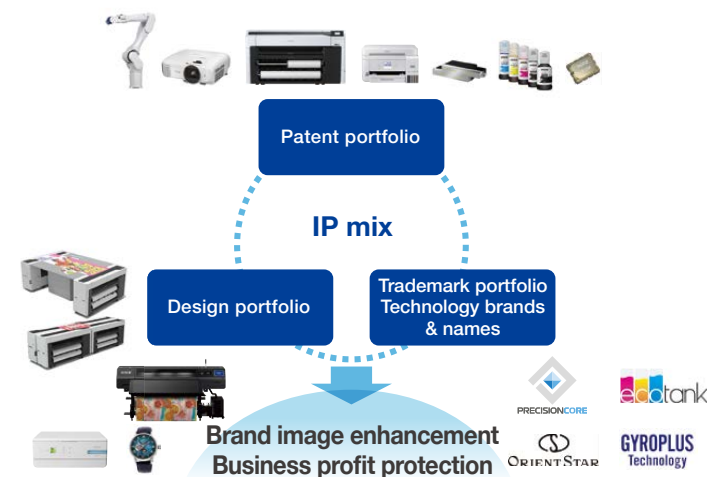 Patent portfolio
IP mix
Design portfolio
Trademark portfolio
Technology brands
& names
PRECISIONCORE
ecotank
Brand image enhancement
Business profit protection
ORIENT STAR
GYROPLUS
Technology